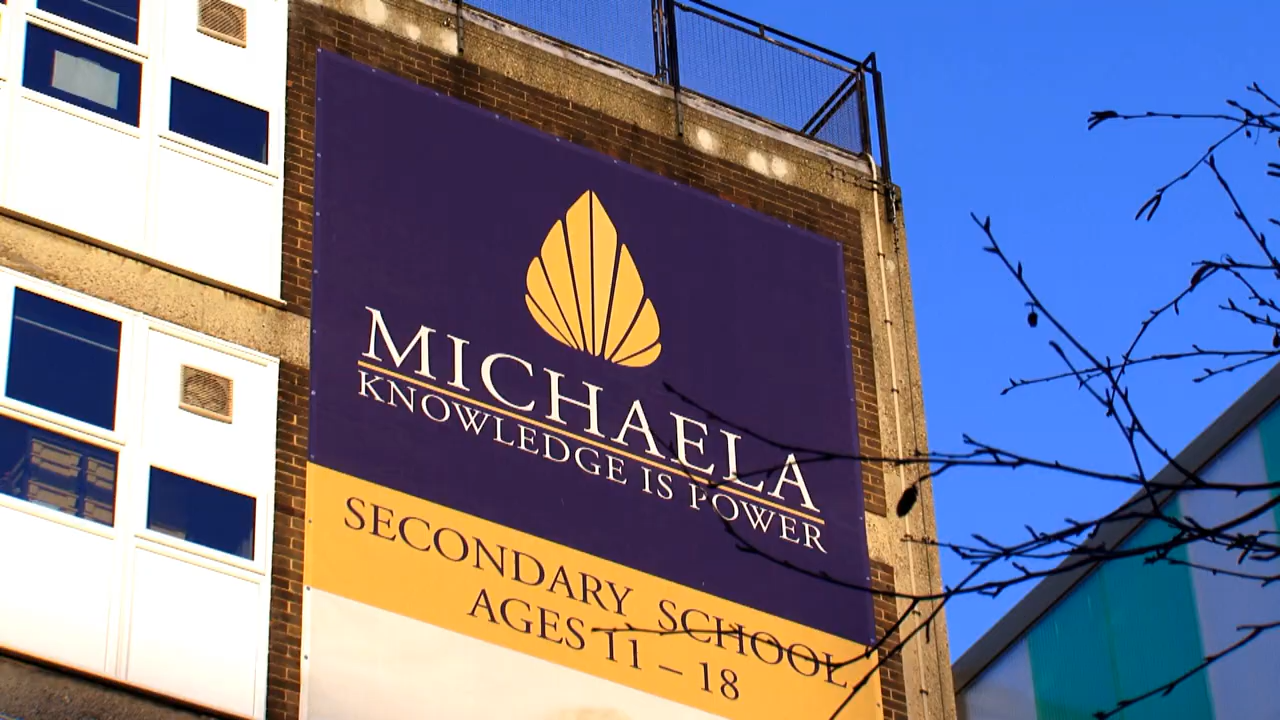 MICHAELA
KNOWLEDGE IS POWER
SECONDARY SCHOOL
AGES 11 – 18